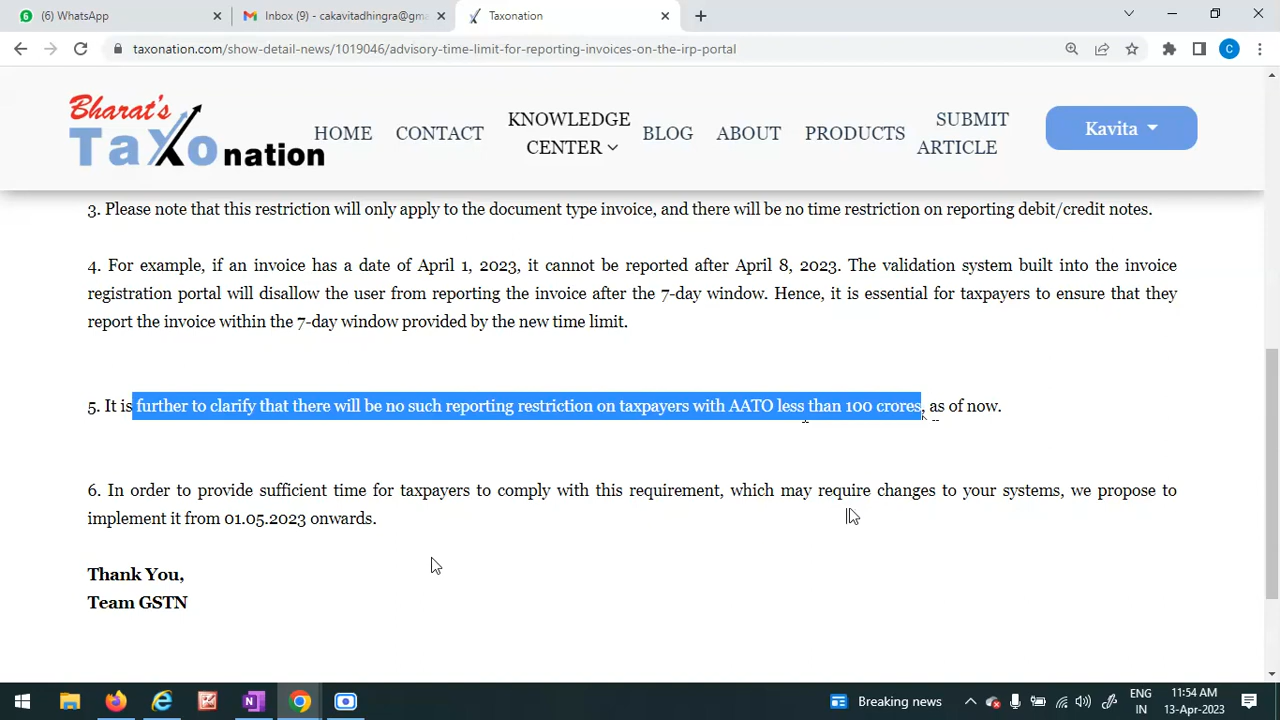 WhatsApp
Inbox (9) - cakavitadhingra@gma
Taxonation
taxonation.com/show-detail-news/1019046/advisory-time-limit-for-reporting-invoices-on-the-irp-portal
C
Bharat's
Taxonation
HOME
CONTACT
KNOWLEDGE
CENTER
BLOG
ABOUT
PRODUCTS
SUBMIT
ARTICLE
Kavita
3. Please note that this restriction will only apply to the document type invoice, and there will be no time restriction on reporting debit/credit notes.
4. For example, if an invoice has a date of April 1, 2023, it cannot be reported after April 8, 2023. The validation system built into the invoice
registration portal will disallow the user from reporting the invoice after the 7-day window. Hence, it is essential for taxpayers to ensure that they
report the invoice within the 7-day window provided by the new time limit.
5. It is further to clarify that there will be no such reporting restriction on taxpayers with AATO less than 100 crores, as of now.
6. In order to provide sufficient time for taxpayers to comply with this requirement, which may require changes to your systems, we propose to
implement it from 01.05.2023 onwards.
Thank You,
Team GSTN
Breaking news
ENG
IN
11:54 AM
13-Apr-2023